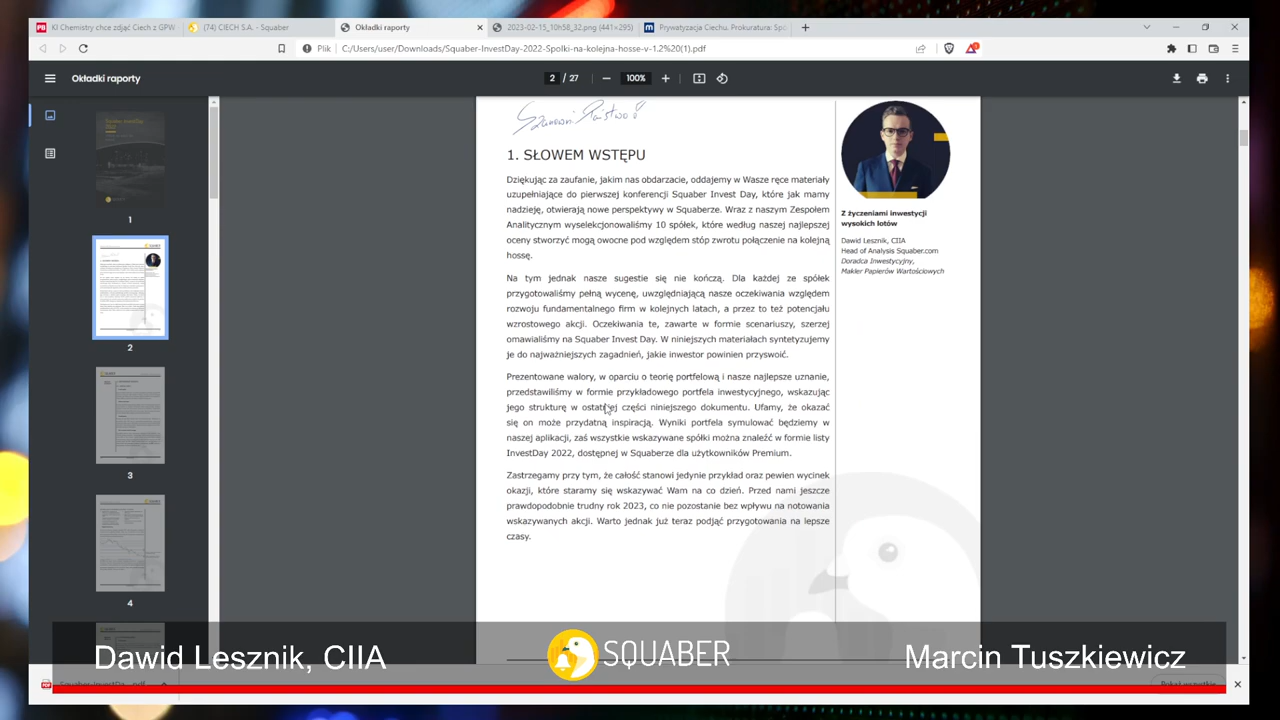 KI Chemistry chce zdjąć Ciech z GPW
(74) CIECH S.A. - Squaber
Okładki raporty
2023-02-15_10h58_32.png (441×295)
Prywatyzacja Ciechu. Prokuratura: Spó
Plik
C:/Users/user/Downloads/Squaber-InvestDay-2022-Spolki-na-kolejna-hosse-v-1.2%20(1).pdf
Okładki raporty
2 / 27
100%
1
2
3
4
Szanowni Państwo!
1. SŁOWEM WSTĘPU
Dziękując za zaufanie, jakim nas obdarzacie, oddajemy w Wasze ręce materiały
uzupełniające do pierwszej konferencji Squaber Invest Day, które jak mamy
nadzieję, otwierają nowe perspektywy w Squaberze. Wraz z naszym Zespołem
Analitycznym wyselekcjonowaliśmy 10 spółek, które według naszej najlepszej
oceny stworzyć mogą owocne pod względem stóp zwrotu połączenie na kolejną
hossę.
Na tym jednak nasze sugestie się nie kończą. Dla każdej ze spółek
przygotowaliśmy pełną wycenę, uwzględniającą nasze oczekiwania względem
rozwoju fundamentalnego firm w kolejnych latach, a przez to też potencjału
wzrostowego akcji. Oczekiwania te, zawarte w formie scenariuszy, szerzej
omawialiśmy na Squaber Invest Day. W niniejszych materiałach syntetyzujemy
je do najważniejszych zagadnień, jakie inwestor powinien przyswoić.
Prezentowane walory, w oparciu o teorię portfelową i nasze najlepsze uznanie,
przedstawiliśmy w formie przykładowego portfela inwestycyjnego, wskazując
jego strukturę w ostatniej części niniejszego dokumentu. Ufamy, że okazać
się on może przydatną inspiracją. Wyniki portfela symulować będziemy w
naszej aplikacji, zaś wszystkie wskazywane spółki można znaleźć w formie listy
InvestDay 2022, dostępnej w Squaberze dla użytkowników Premium.
Zastrzegamy przy tym, że całość stanowi jedynie przykład oraz pewien wycinek
okazji, które staramy się wskazywać Wam na co dzień. Przed nami jeszcze
prawdopodobnie trudny rok 2023, co nie pozostanie bez wpływu na notowania
wskazywanych akcji. Warto jednak już teraz podjąć przygotowania na lepsze
czasy.
Z życzeniami inwestycji
wysokich lotów
Dawid Lesznik, CIIA
Head of Analysis Squaber.com
Doradca Inwestycyjny,
Makler Papierów Wartościowych
Dawid Lesznik, CIIA
SQUABER
Marcin Tuszkiewicz
Squaber-InvestDa....pdf
Pokaż wszystkie